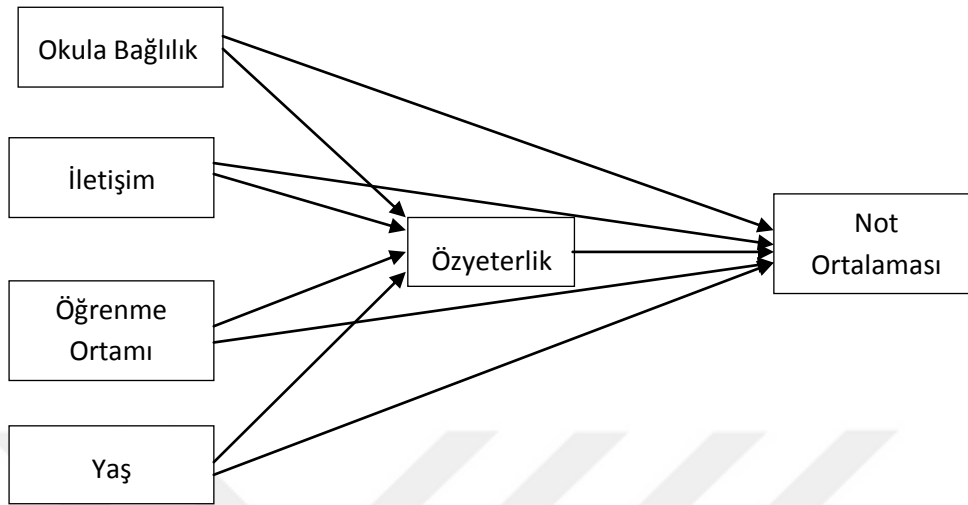 Okula Bağlılık
İletişim
Öğrenme
Ortamı
Yaş
Özyeterlik
Not
Ortalaması